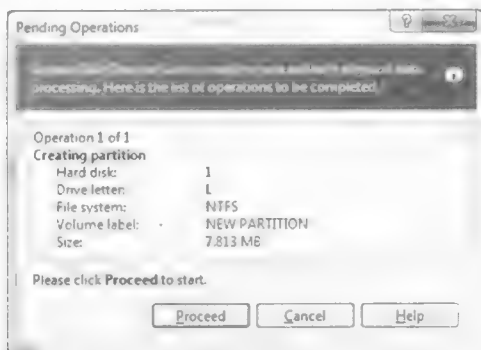 Pending Operations
processing. Here is the list of operations to be completed.
Operation 1 of 1
Creating partition
Hard disk: 1
Drive letter: L
File system: NTFS
Volume label: NEW PARTITION
Size: 7.813 MB
Please click Proceed to start.
Proceed Cancel Help